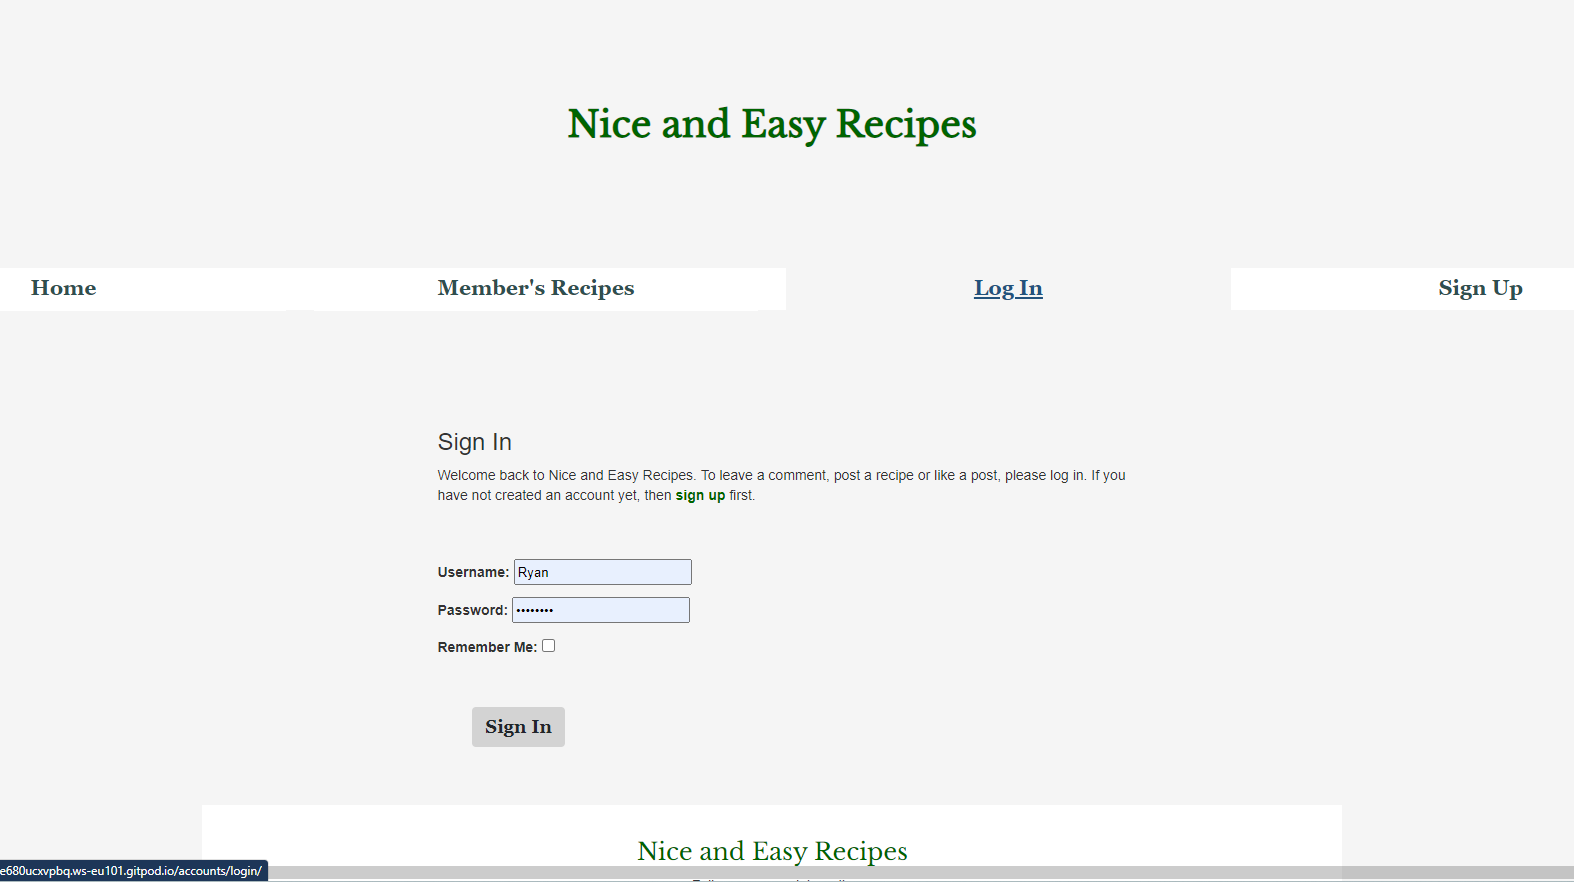 Nice and Easy Recipes
Home
Member's Recipes
Log In
Sign Up
Sign In
Welcome back to Nice and Easy Recipes. To leave a comment, post a recipe or like a post, please log in. If you
have not created an account yet, then sign up first.
Username: Ryan
Password: ••••••••
Remember Me:
Sign In
Nice and Easy Recipes
e680ucxvpbq.ws-eu101.gitpod.io/accounts/login/